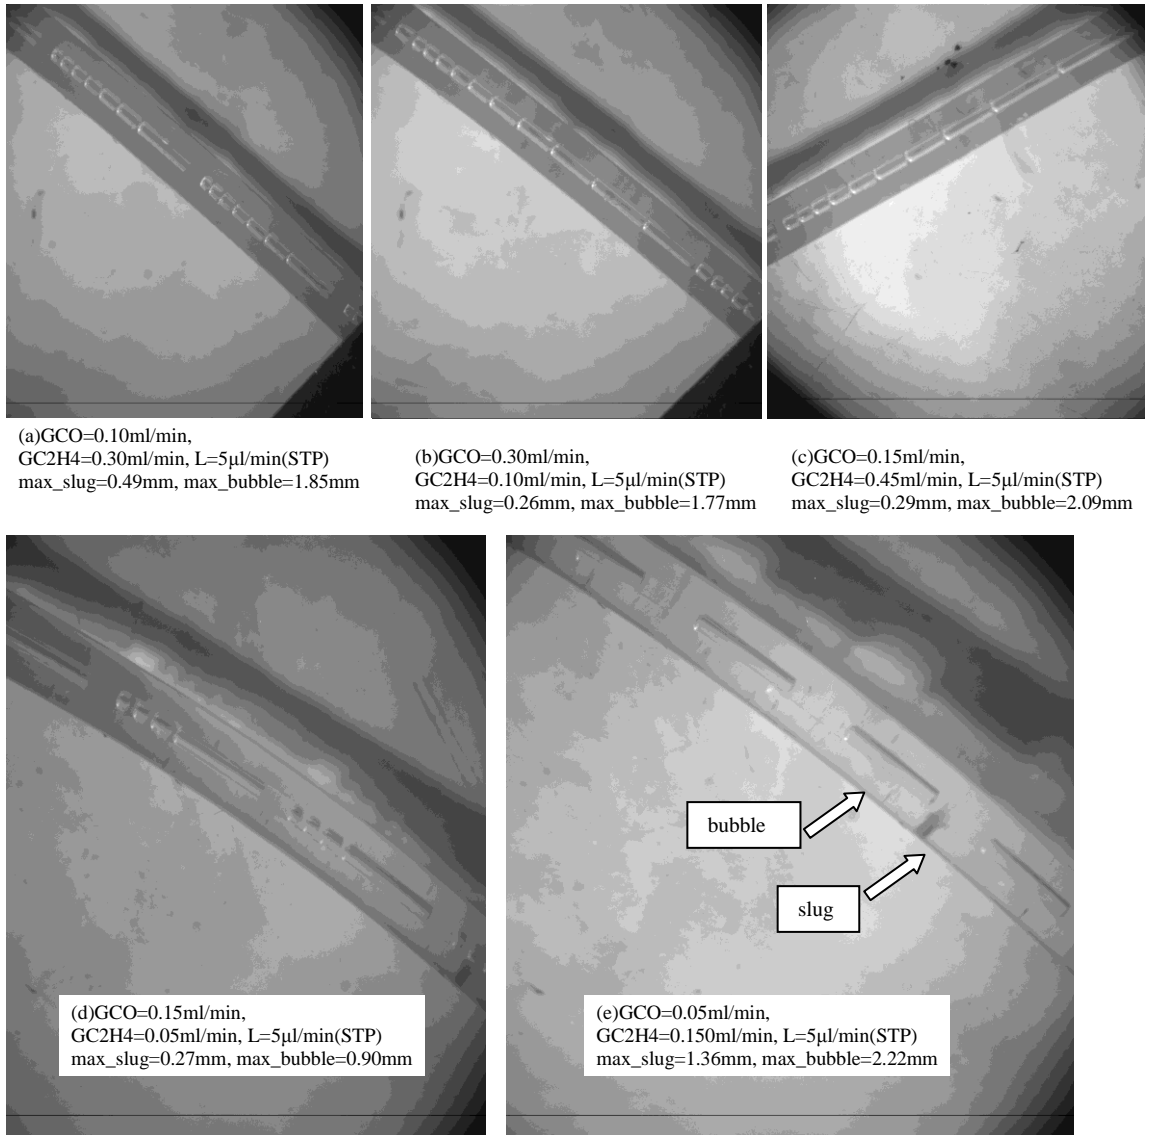 (a)GCO=0.10ml/min,
GC2H4=0.30ml/min, L=5μl/min(STP)
max_slug=0.49mm, max_bubble=1.85mm
(b)GCO=0.30ml/min,
GC2H4=0.10ml/min, L=5μl/min(STP)
max_slug=0.26mm, max_bubble=1.77mm
(c)GCO=0.15ml/min,
GC2H4=0.45ml/min, L=5μl/min(STP)
max_slug=0.29mm, max_bubble=2.09mm
bubble
slug
(d)GCO=0.15ml/min,
GC2H4=0.05ml/min, L=5μl/min(STP)
max_slug=0.27mm, max_bubble=0.90mm
(e)GCO=0.05ml/min,
GC2H4=0.150ml/min, L=5μl/min(STP)
max_slug=1.36mm, max_bubble=2.22mm